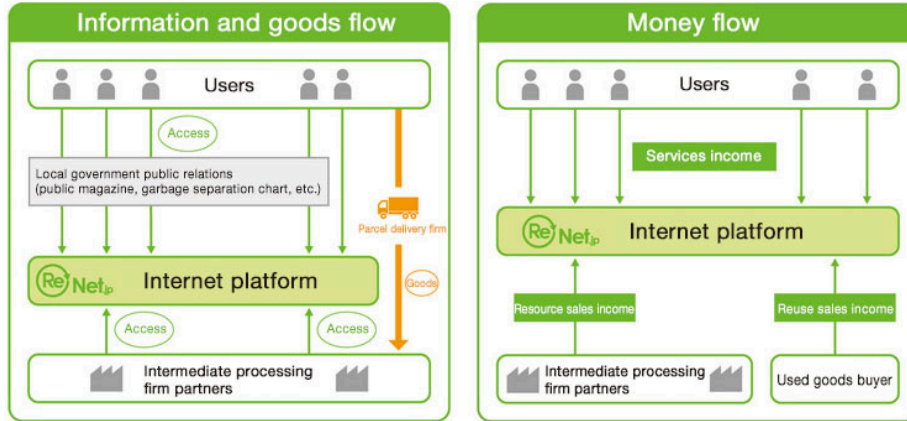 Information and goods flow
Users
Access
Local government public relations
(public magazine, garbage separation chart, etc.)
Parcel delivery firm
Re Net.jp Internet platform
Goods
Access
Access
Intermediate processing
firm partners
Money flow
Users
Services income
Re Net.jp Internet platform
Resource sales income
Reuse sales income
Intermediate processing
firm partners
Used goods buyer